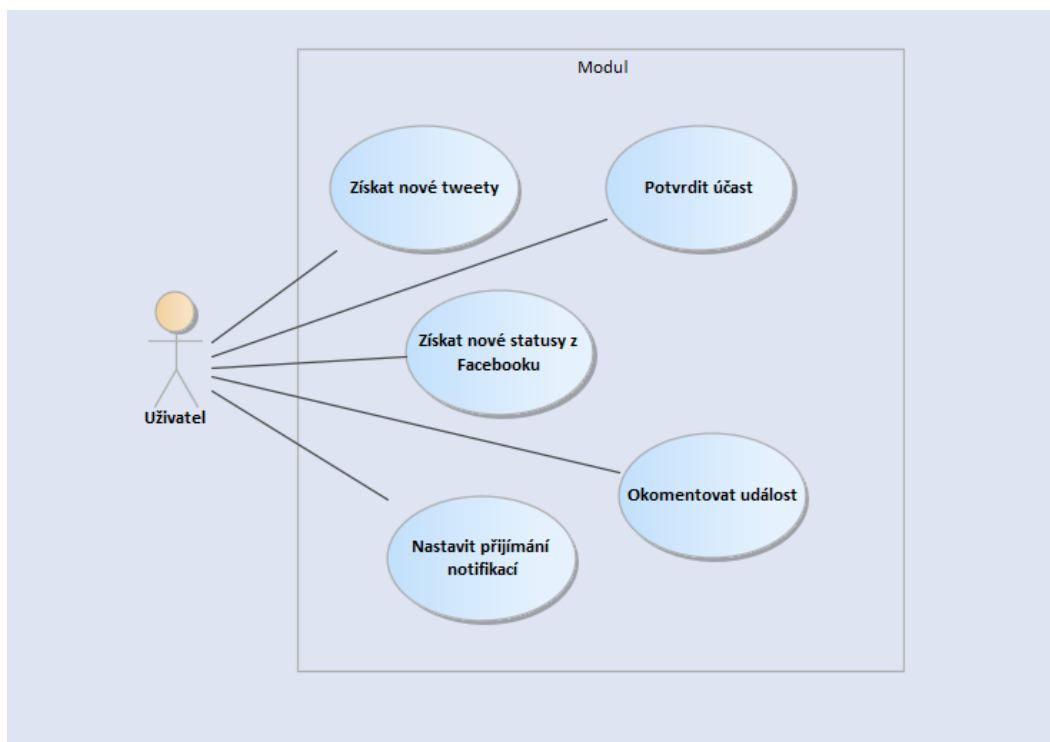 Modul
Získat nové tweety
Potvrdit účast
Získat nové statusy z
Facebooku
Uživatel
Okomentovat událost
Nastavit přijímání
notifikací